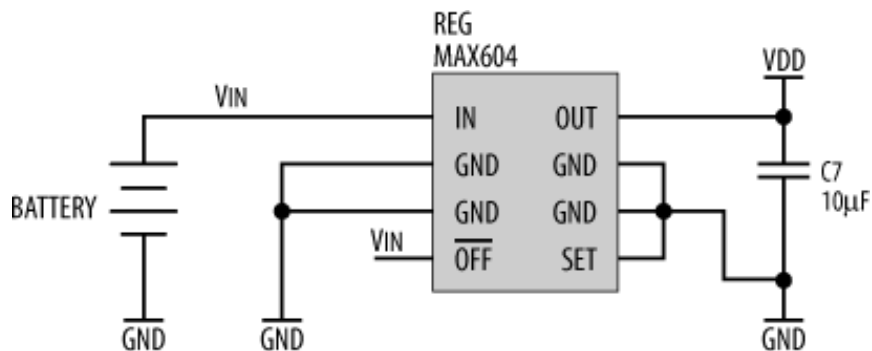 REG
MAX604
VDD
VIN
IN OUT
GND GND
C7
10µF
BATTERY
GND GND
VIN
OFF SET
GND GND GND